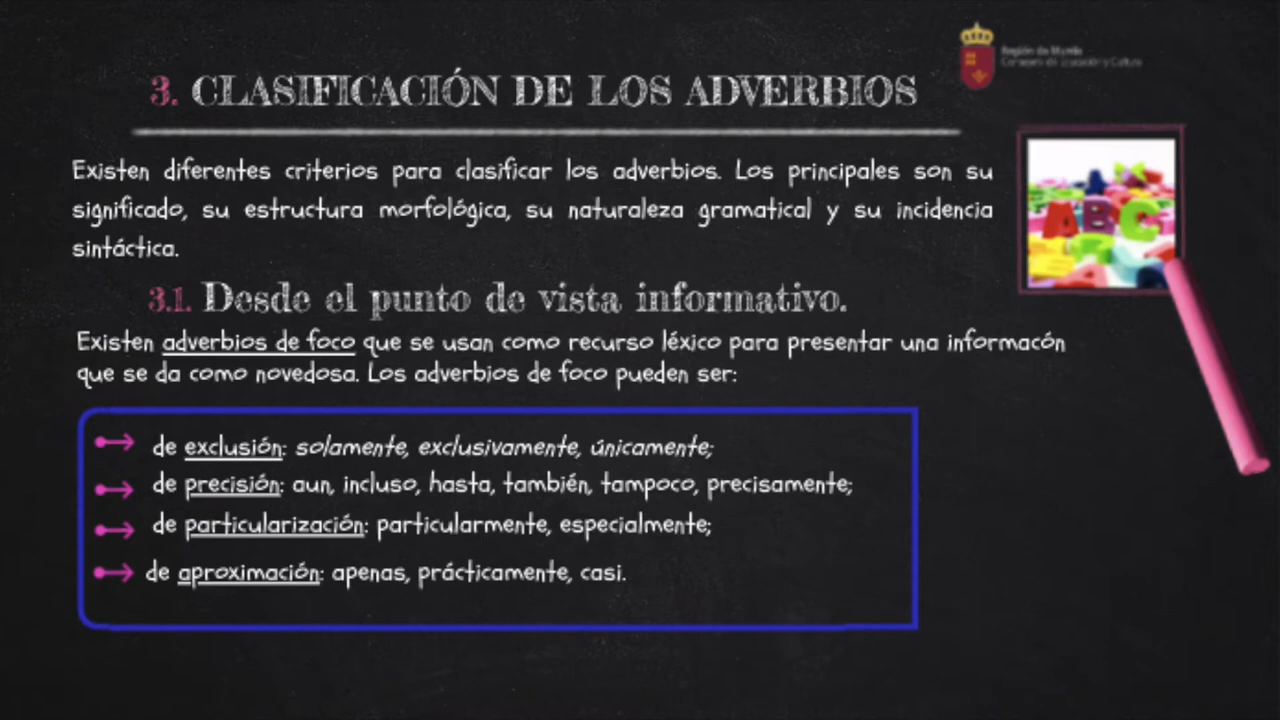 3. CLASIFICACIÓN DE LOS ADVERBIOS
Región de Murcia
Existen diferentes criterios para clasificar los adverbios. Los principales son su
significado, su estructura morfológica, su naturaleza gramatical y su incidencia
sintáctica.
ABC
3.1. Desde el punto de vista informativo.
Existen adverbios de foco que se usan como recurso léxico para presentar una informacón
que se da como novedosa. Los adverbios de foco pueden ser:
de exclusión: solamente, exclusivamente, únicamente;
de precisión: aun, incluso, hasta, también, tampoco, precisamente;
de particularización: particularmente, especialmente;
de aproximación: apenas, prácticamente, casi.